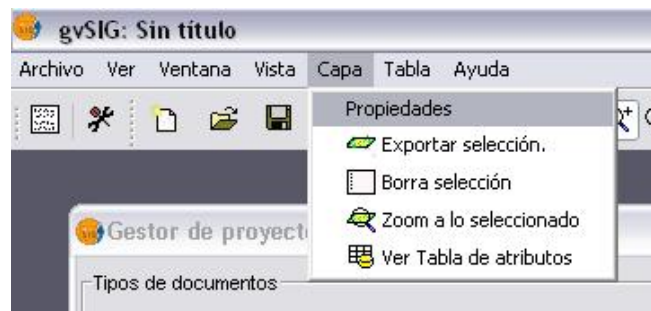 gvSIG: Sin título
Archivo Ver Ventana Vista Capa Tabla Ayuda
Propiedades
Exportar selección.
Borra selección
Zoom a lo seleccionado
Ver Tabla de atributos
Gestor de proyect
Tipos de documentos